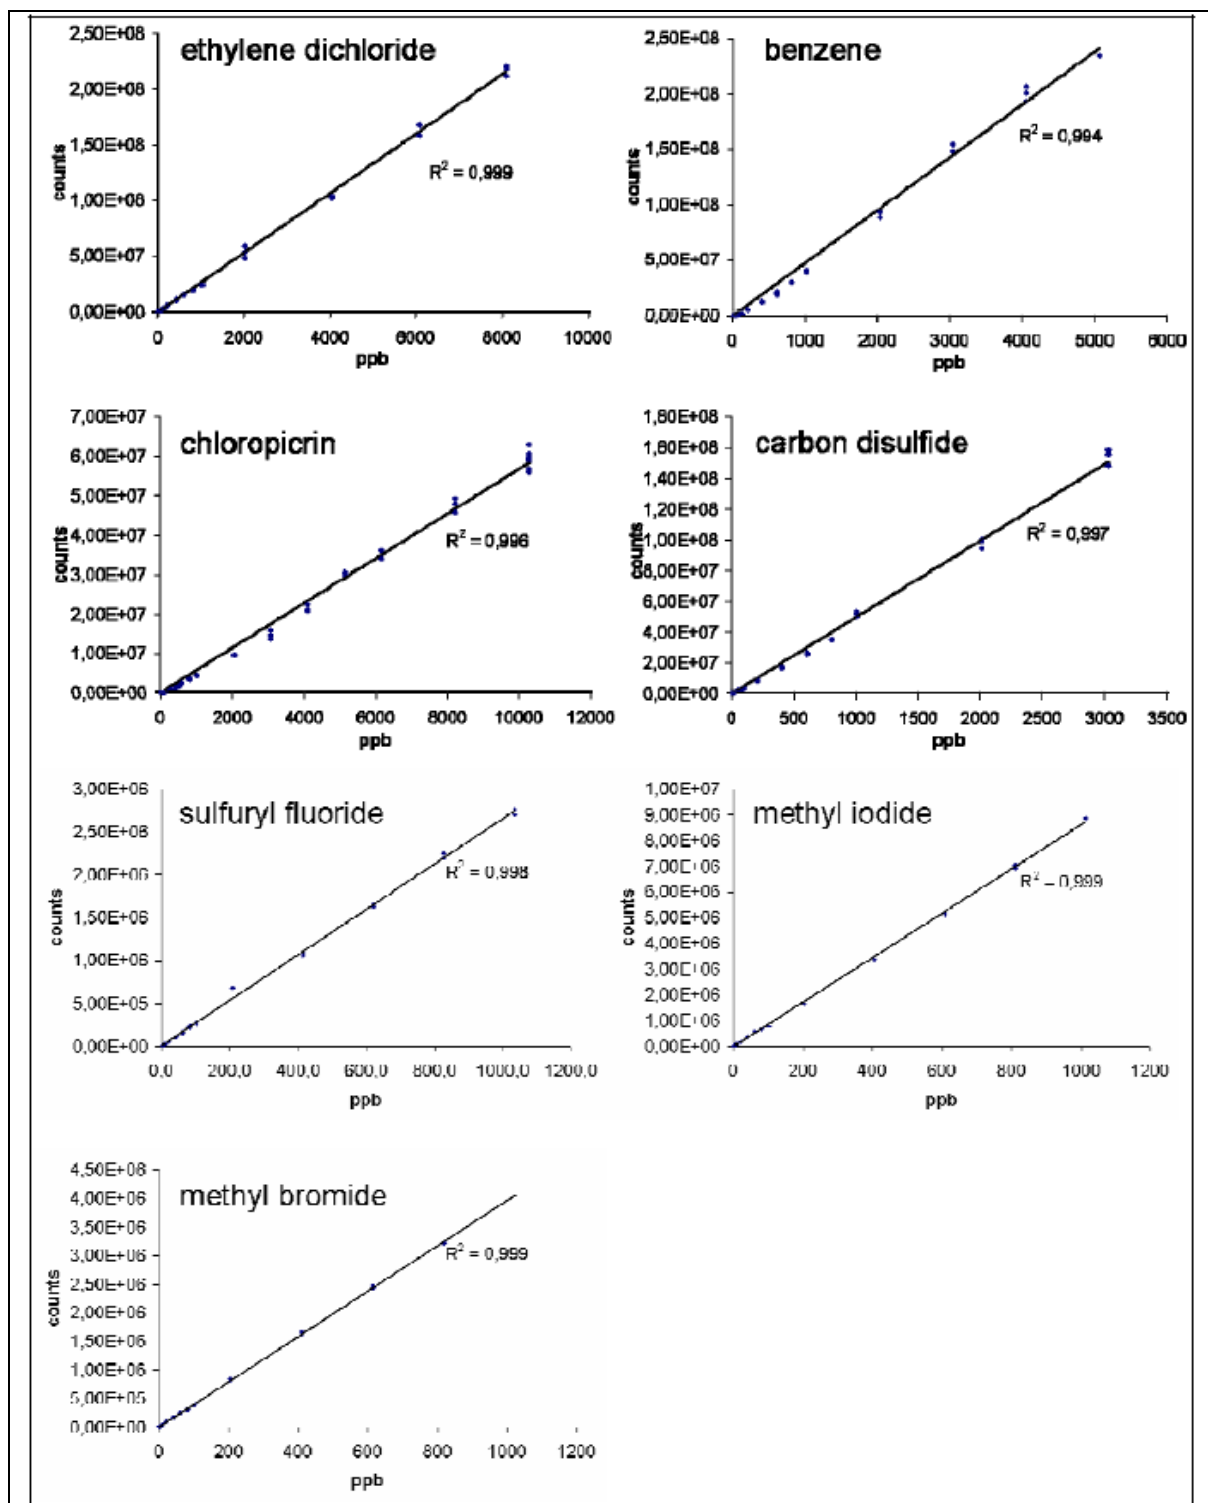 ethylene dichloride
2,50E+08
2,00E+08
1,50E+08
1,00E+08
5,00E+07
0,00E+00
counts
R² = 0,999
0 2000 4000 6000 8000 10000
ppb
benzene
2,50E+08
2,00E+08
1,50E+08
1,00E+08
5,00E+07
0,00E+00
counts
R² = 0,994
0 1000 2000 3000 4000 5000 6000
ppb
chloropicrin
7,00E+07
6,00E+07
5,00E+07
4,00E+07
3,00E+07
2,00E+07
1,00E+07
0,00E+00
counts
R² = 0,996
0 2000 4000 6000 8000 10000 12000
ppb
carbon disulfide
1,80E+08
1,60E+08
1,40E+08
1,20E+08
1,00E+08
8,00E+07
6,00E+07
4,00E+07
2,00E+07
0,00E+00
counts
R² = 0,997
0 500 1000 1500 2000 2500 3000 3500
ppb
sulfuryl fluoride
3,00E+06
2,50E+06
2,00E+06
1,50E+06
1,00E+06
5,00E+05
0,00E+00
counts
R² = 0,998
0,0 200,0 400,0 600,0 800,0 1000,0 1200,0
ppb
methyl iodide
1,00E+07
9,00E+06
8,00E+06
7,00E+06
6,00E+06
5,00E+06
4,00E+06
3,00E+06
2,00E+06
1,00E+06
0,00E+00
counts
R² = 0,999
0 200 400 600 800 1000 1200
ppb
methyl bromide
4,50E+06
4,00E+06
3,50E+06
3,00E+06
2,50E+06
2,00E+06
1,50E+06
1,00E+06
5,00E+05
0,00E+00
counts
R² = 0,999
0 200 400 600 800 1000 1200
ppb